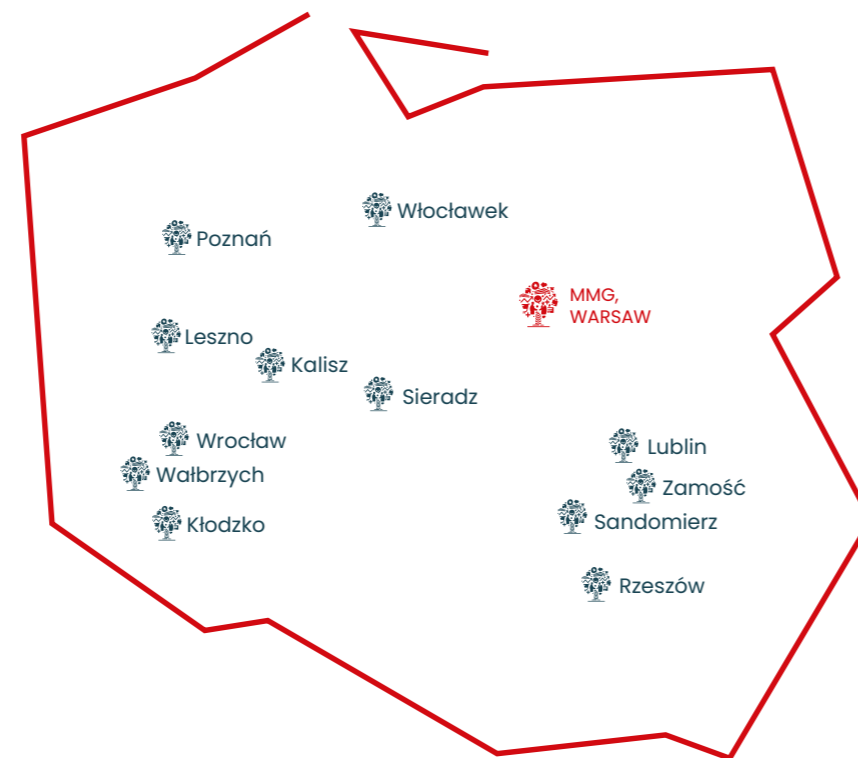 Włocławek
Poznań
MMG,
WARSAW
Leszno
Kalisz
Sieradz
Wrocław
Lublin
Wałbrzych
Zamość
Sandomierz
Kłodzko
Rzeszów